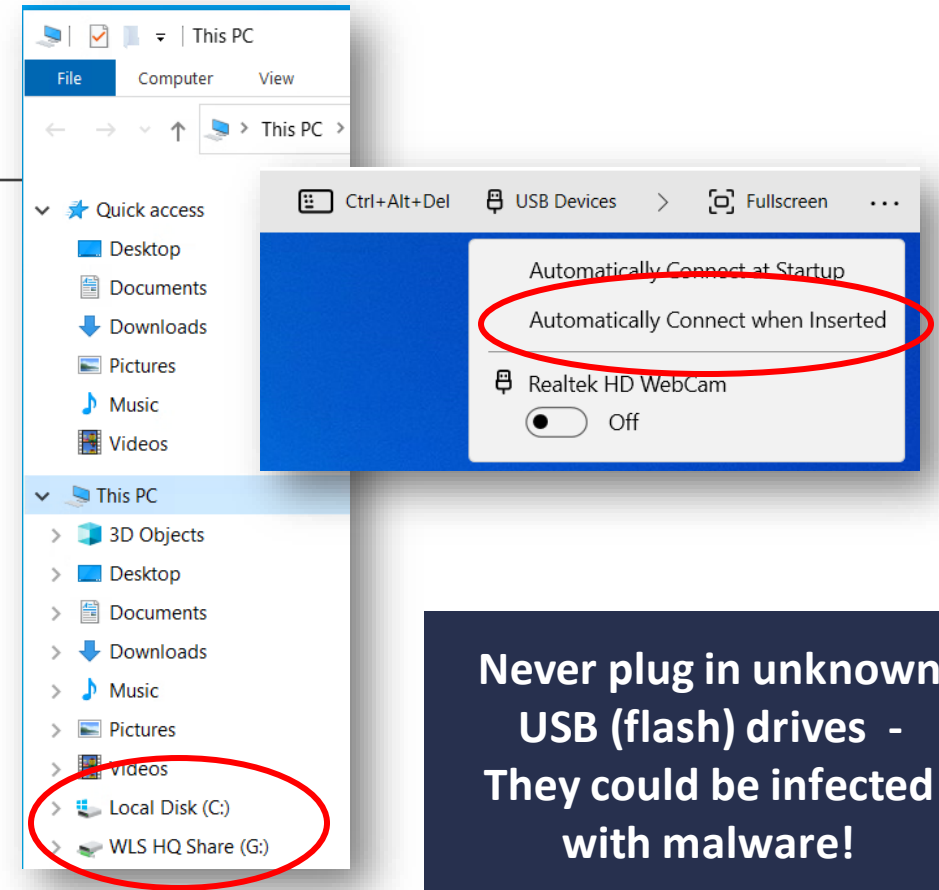 This PC
File Computer View
This PC
Quick access
Desktop
Documents
Downloads
Pictures
Music
Videos
This PC
3D Objects
Desktop
Documents
Downloads
Music
Pictures
Videos
Local Disk (C:)
WLS HQ Share (G:)
Ctrl+Alt+Del USB Devices Fullscreen ...
Automatically Connect at Startup
Automatically Connect when Inserted
Realtek HD WebCam
Off
Never plug in unknown
USB (flash) drives -
They could be infected
with malware!